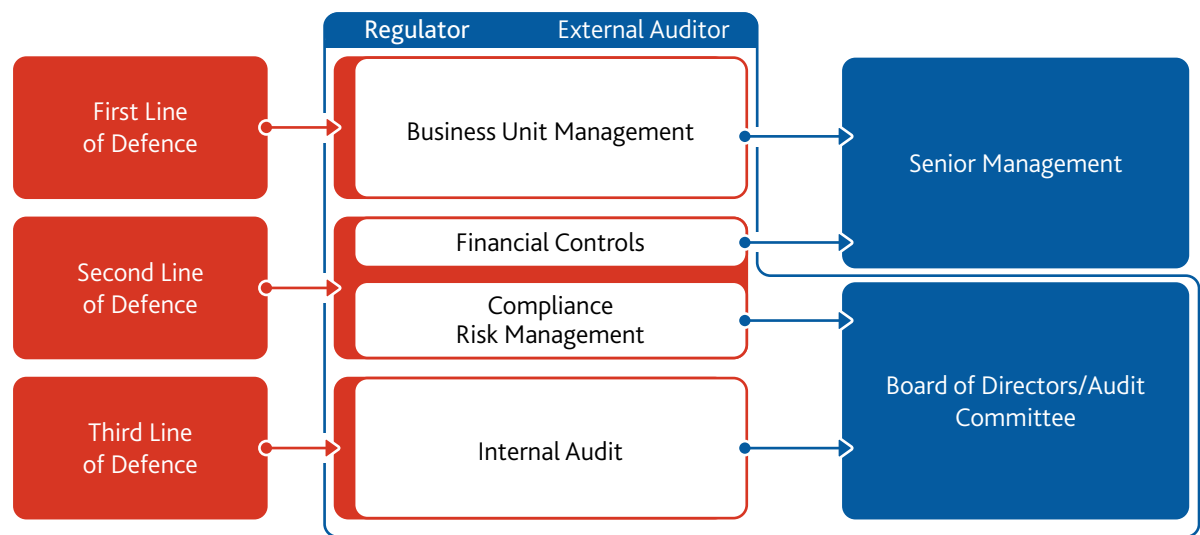 Regulator
External Auditor
First Line
of Defence
Business Unit Management
Senior Management
Second Line
of Defence
Financial Controls
Compliance
Risk Management
Board of Directors/Audit
Committee
Third Line
of Defence
Internal Audit